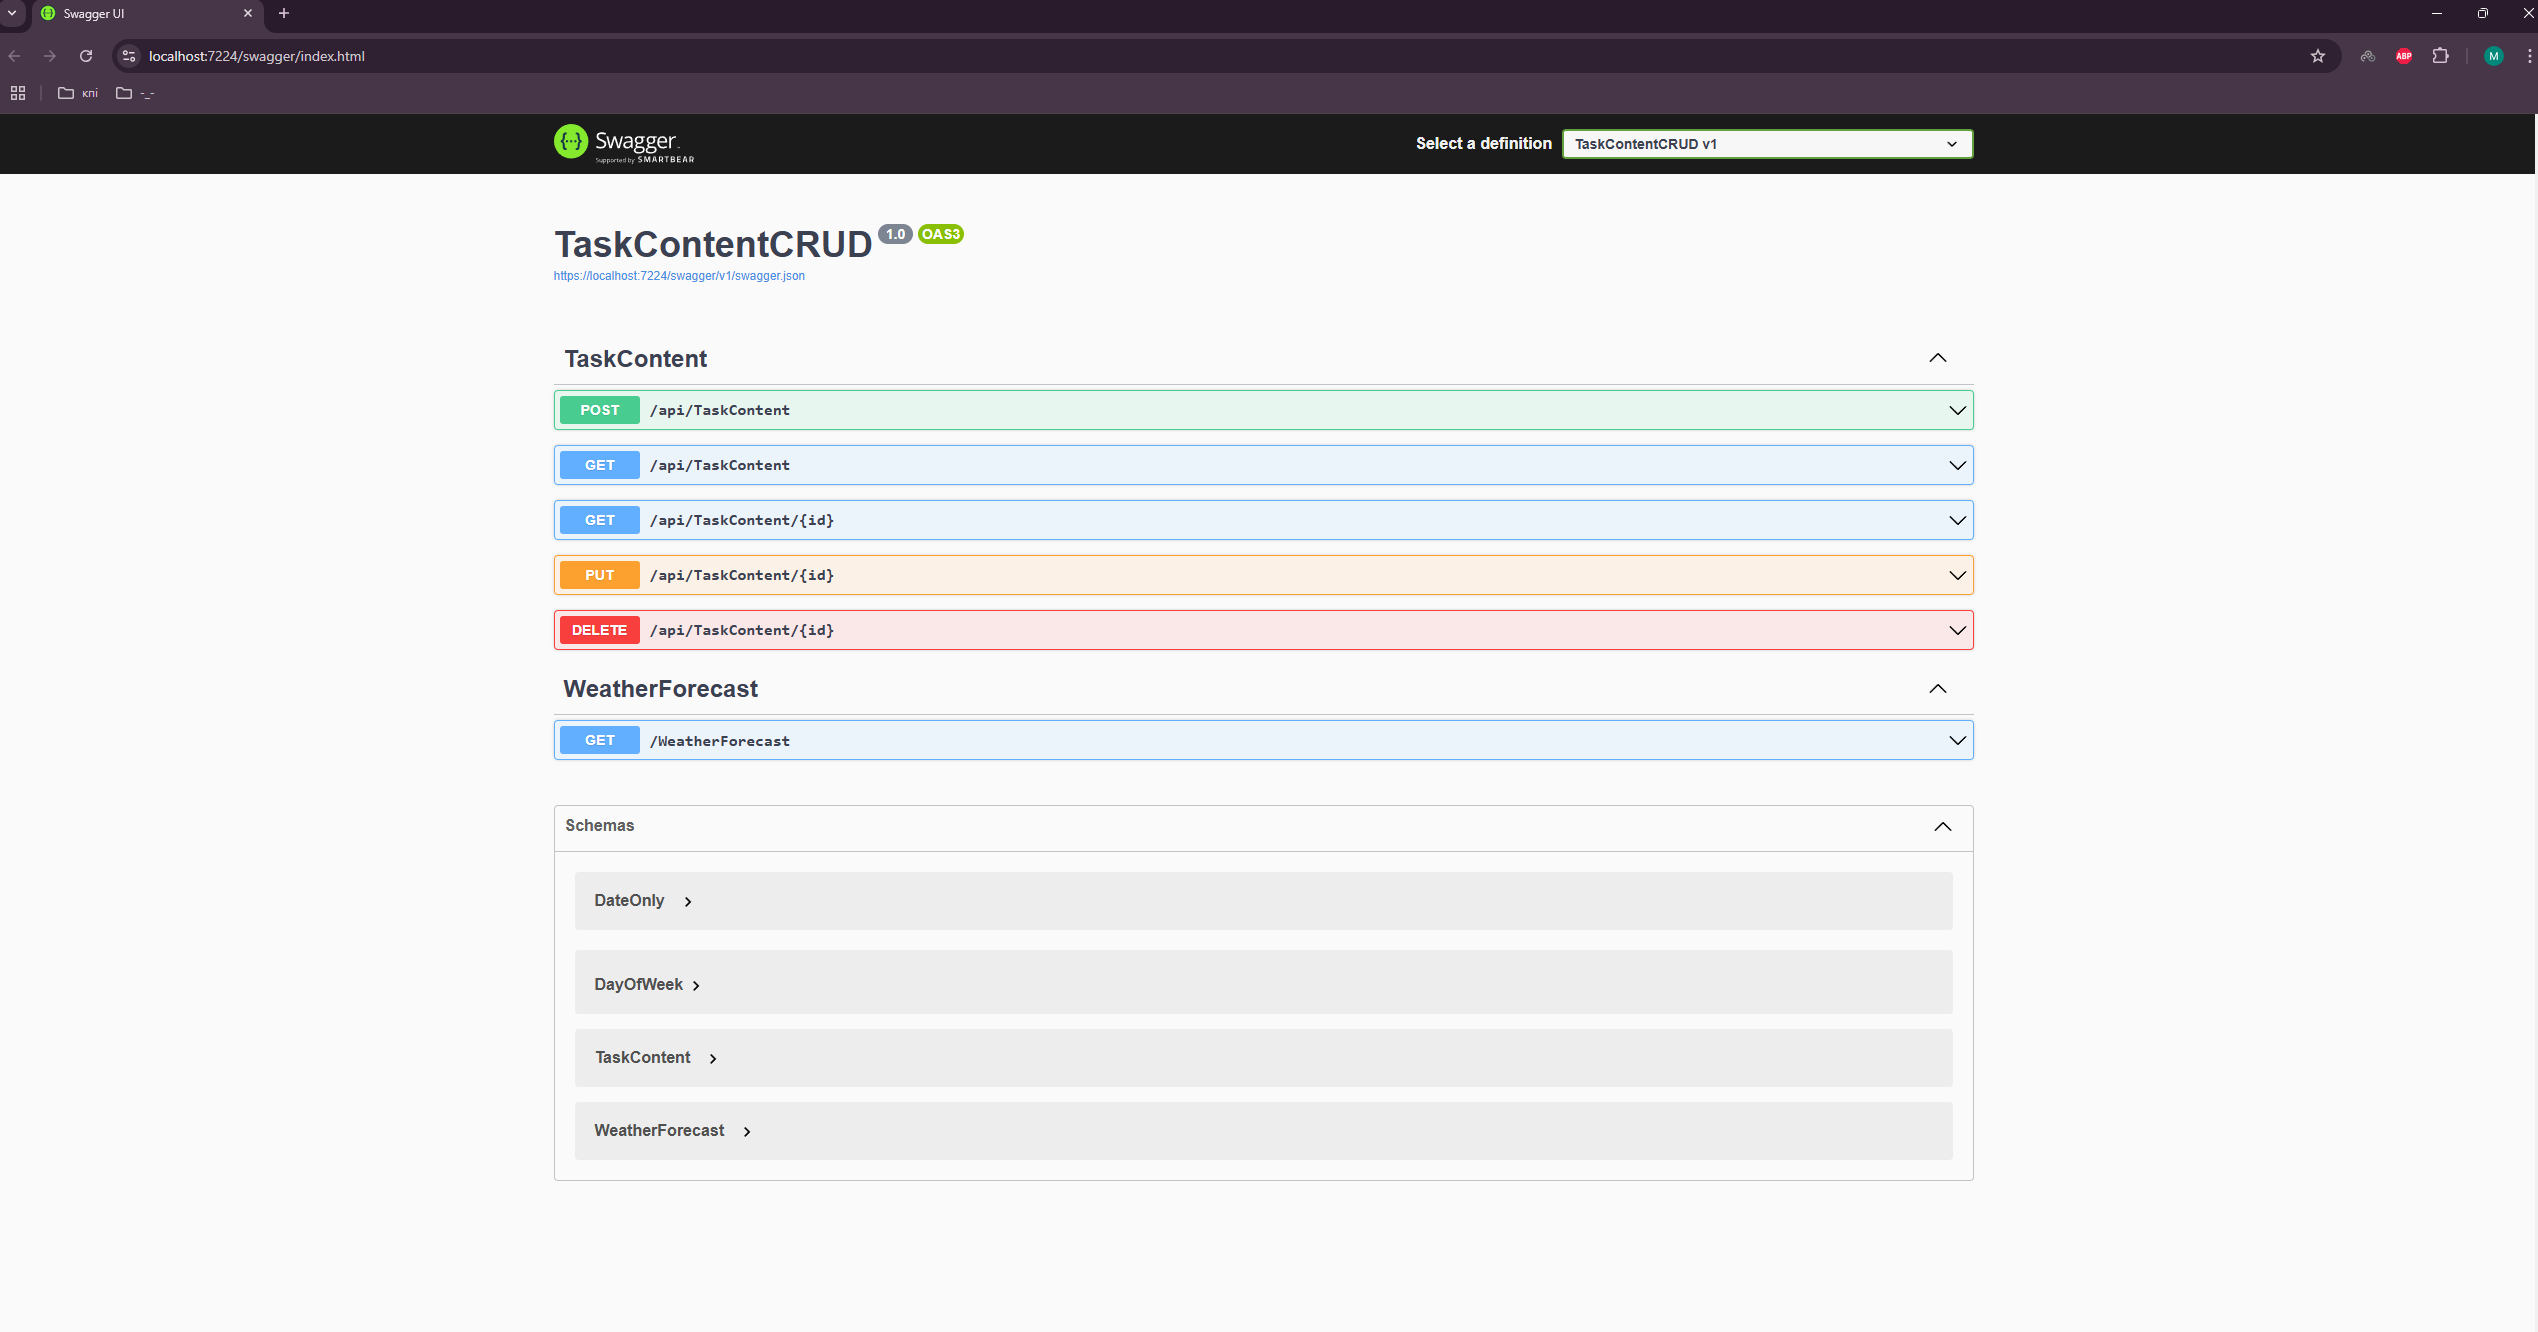 Swagger UI
localhost:7224/swagger/index.html
ABP
M
кпі
-_-
{···} Swagger.
Supported by SMARTBEAR
Select a definition
TaskContentCRUD v1
TaskContentCRUD 1.0 OAS3
https://localhost:7224/swagger/v1/swagger.json
TaskContent
POST /api/TaskContent
GET /api/TaskContent
GET /api/TaskContent/{id}
PUT /api/TaskContent/{id}
DELETE /api/TaskContent/{id}
WeatherForecast
GET /WeatherForecast
Schemas
DateOnly
DayOfWeek
TaskContent
WeatherForecast